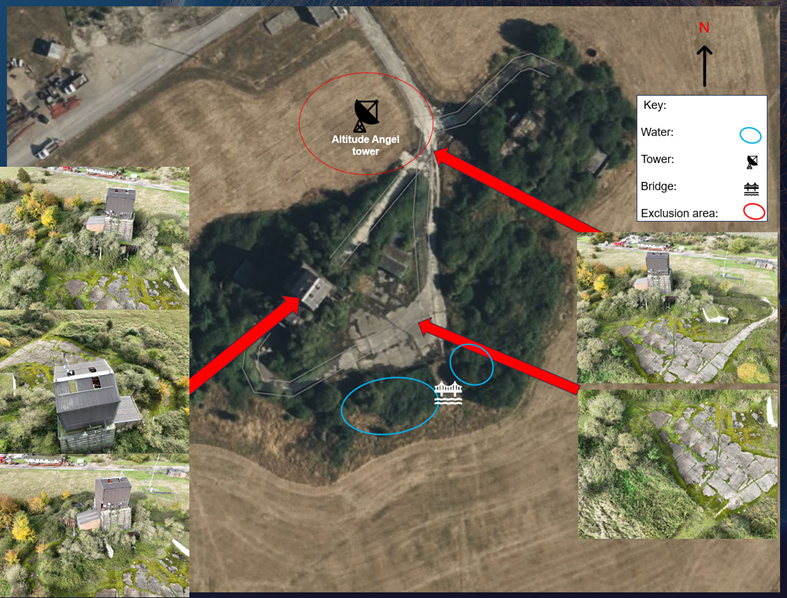 N
Key:
Water:
Tower:
Bridge:
Exclusion area:
Altitude Angel
tower